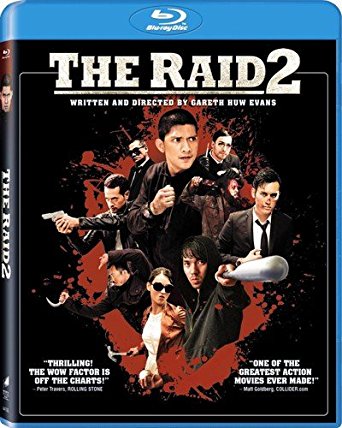 Blu-ray Disc
THE RAID 2
WRITTEN AND DIRECTED BY GARETH HUW EVANS
THE RAID 2
“THRILLING!
THE WOW FACTOR IS
OFF THE CHARTS!”
— Peter Travers, ROLLING STONE
“ONE OF THE
GREATEST ACTION
MOVIES EVER MADE!”
— Matt Goldberg, COLLIDER.com